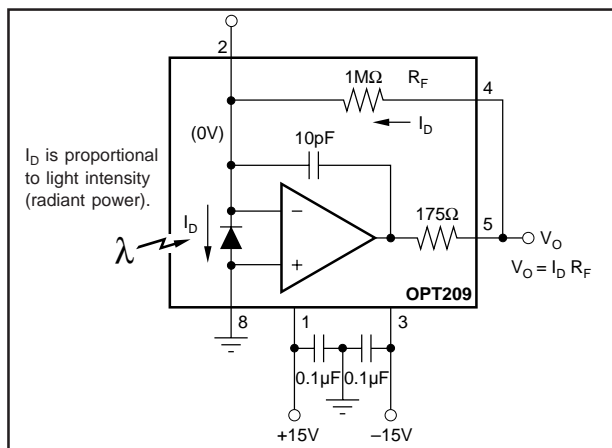 2
1MΩ R_F 4
I_D
(0V)
10pF
I_D is proportional
to light intensity
(radiant power).
I_D
−
λ
+
175Ω
5
V_O
V_O = I_D R_F
OPT209
8 1 3
0.1µF 0.1µF
+15V –15V